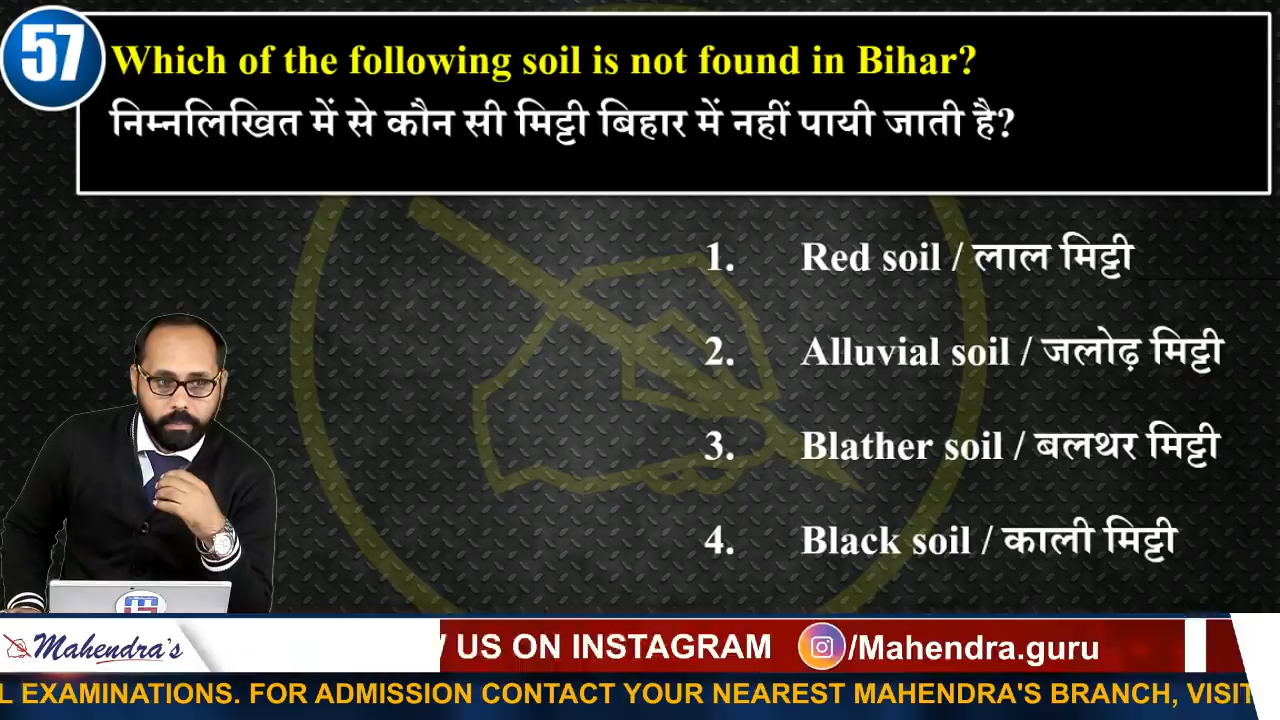 57
Which of the following soil is not found in Bihar?
निम्नलिखित में से कौन सी मिट्टी बिहार में नहीं पायी जाती है?
1. Red soil / लाल मिट्टी
2. Alluvial soil / जलोढ़ मिट्टी
3. Blather soil / बलथर मिट्टी
4. Black soil / काली मिट्टी
Mahendra's
US ON INSTAGRAM /Mahendra.guru
EXAMINATIONS. FOR ADMISSION CONTACT YOUR NEAREST MAHENDRA'S BRANCH, VISIT